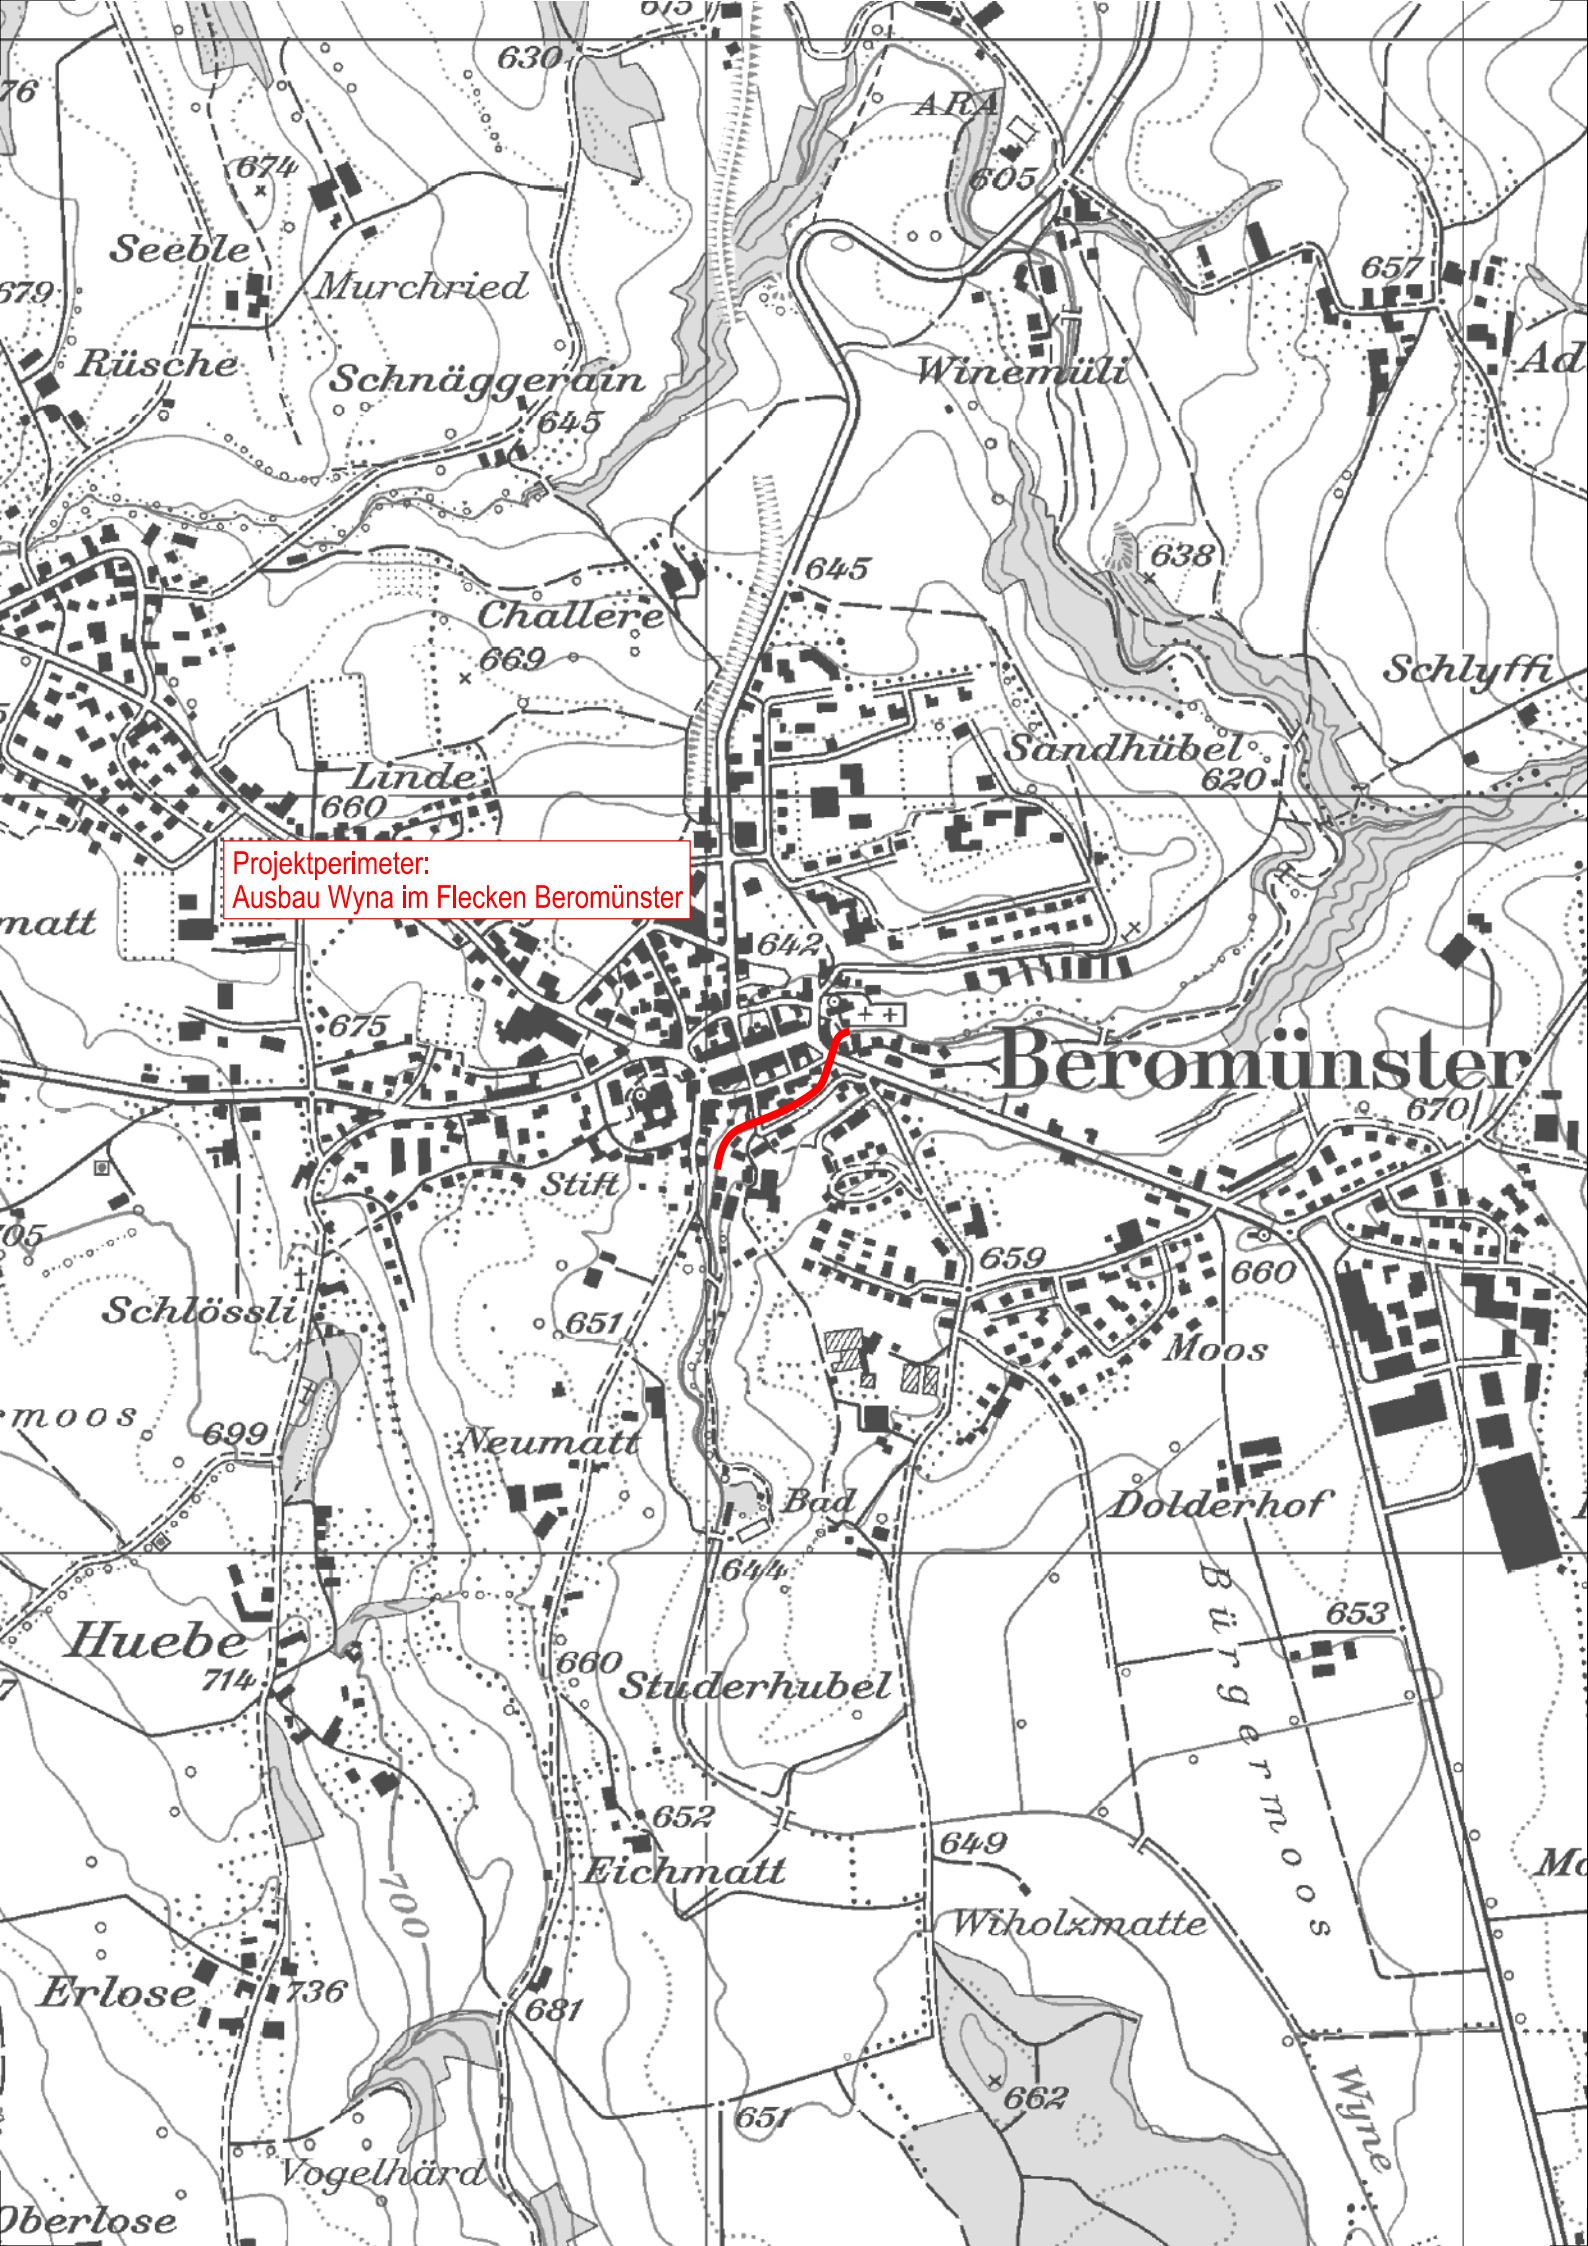 675
630
76
ARA
674
605
Seeble
657
679
Murchried
Rüsche
Schnäggerain
Winemüli
Ad
645
645
638
Challere
669
Schlyffi
Sandhübel
Linde
620
660
Projektperimeter:
Ausbau Wyna im Flecken Beromünster
matt
642
675
Beromünster
670
Stift
705
659
660
Schlössli
651
Moos
moos
699
Neumatt
Bad
Dolderhof
644
Bürgermoos
653
Huebe
660
714
Studerhubel
7
652
649
Eichmatt
Mo
700
Wiholzmatte
Erlose
736
681
662
Wyne
651
Vogelhärd
Oberlose